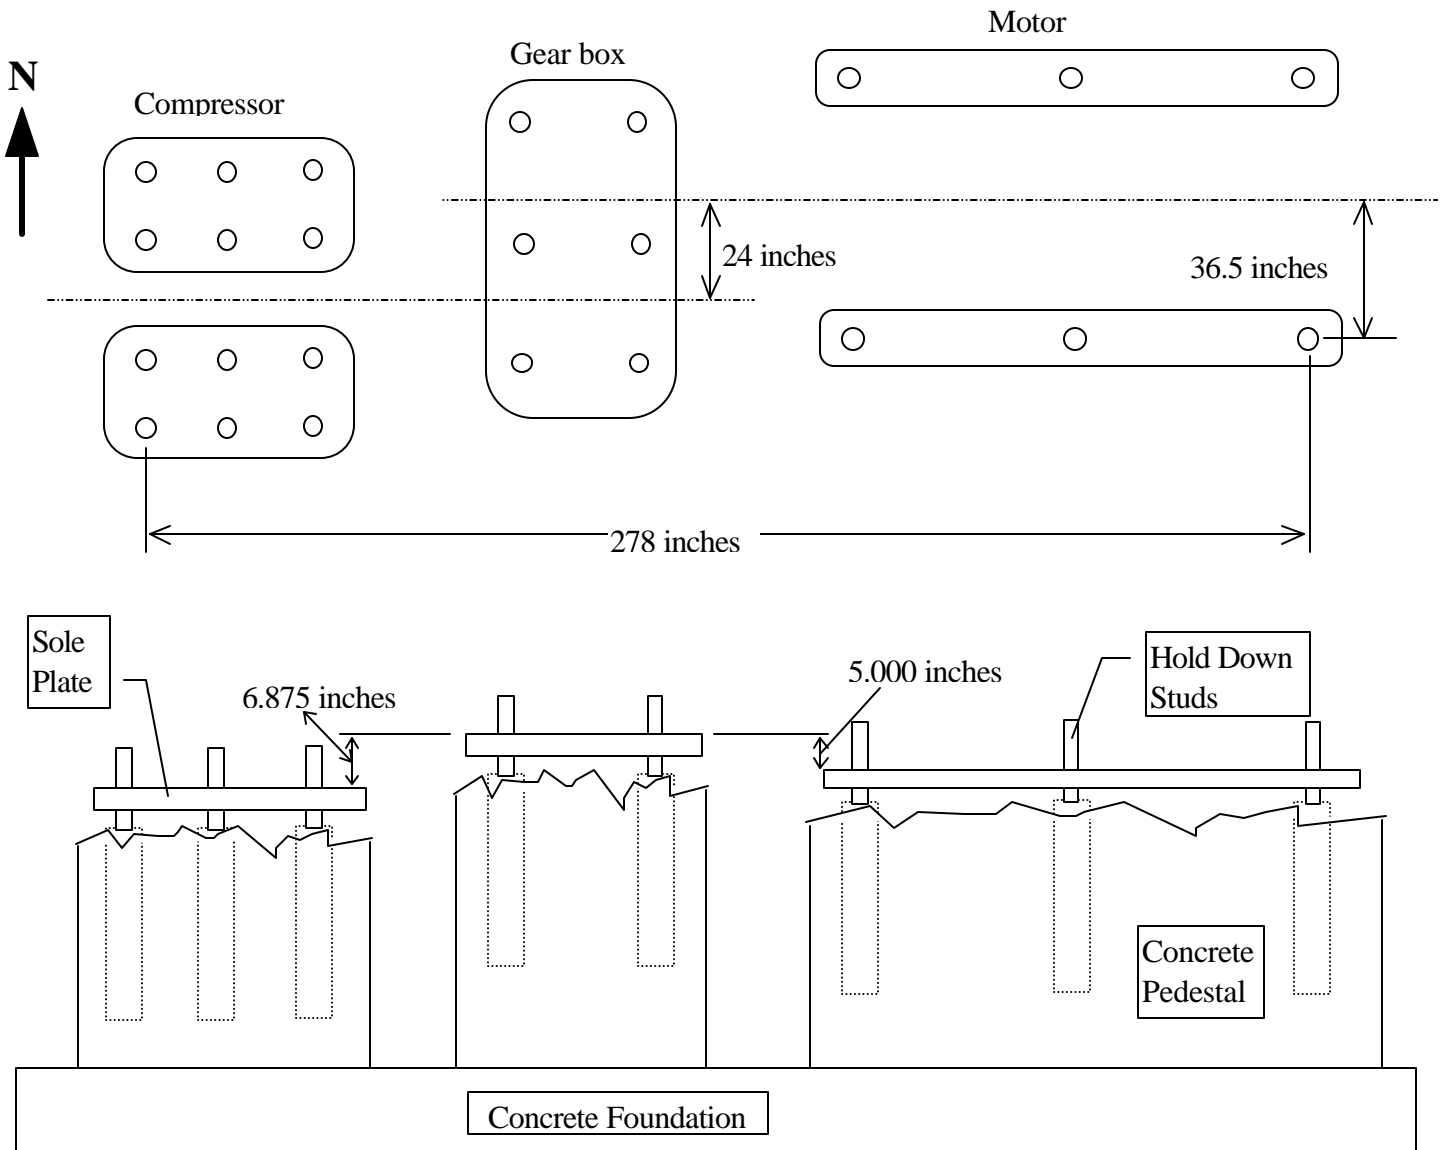 Motor
Gear box
N
Compressor
24 inches
36.5 inches
278 inches
Sole
Plate
6.875 inches
5.000 inches
Hold Down
Studs
Concrete
Pedestal
Concrete Foundation